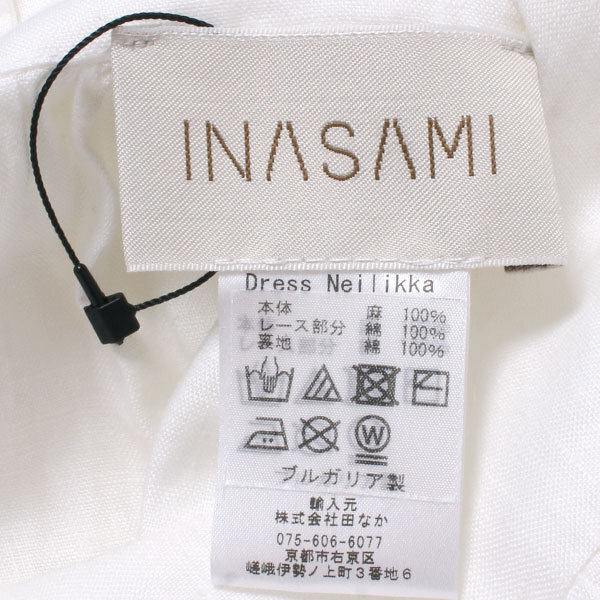 INASAMI
Dress Neilikka
本体 麻 100%
レース部分 綿 100%
裏地 綿 100%
W
ブルガリア製
輸入元
株式会社田なか
075-606-6077
京都市右京区
嵯峨伊勢ノ上町3番地6